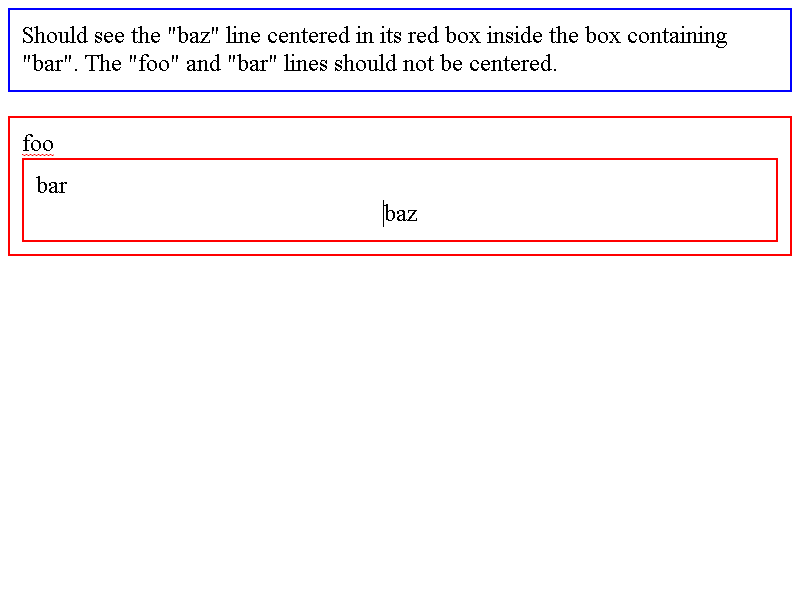 Should see the "baz" line centered in its red box inside the box containing
"bar". The "foo" and "bar" lines should not be centered.
foo
bar
baz